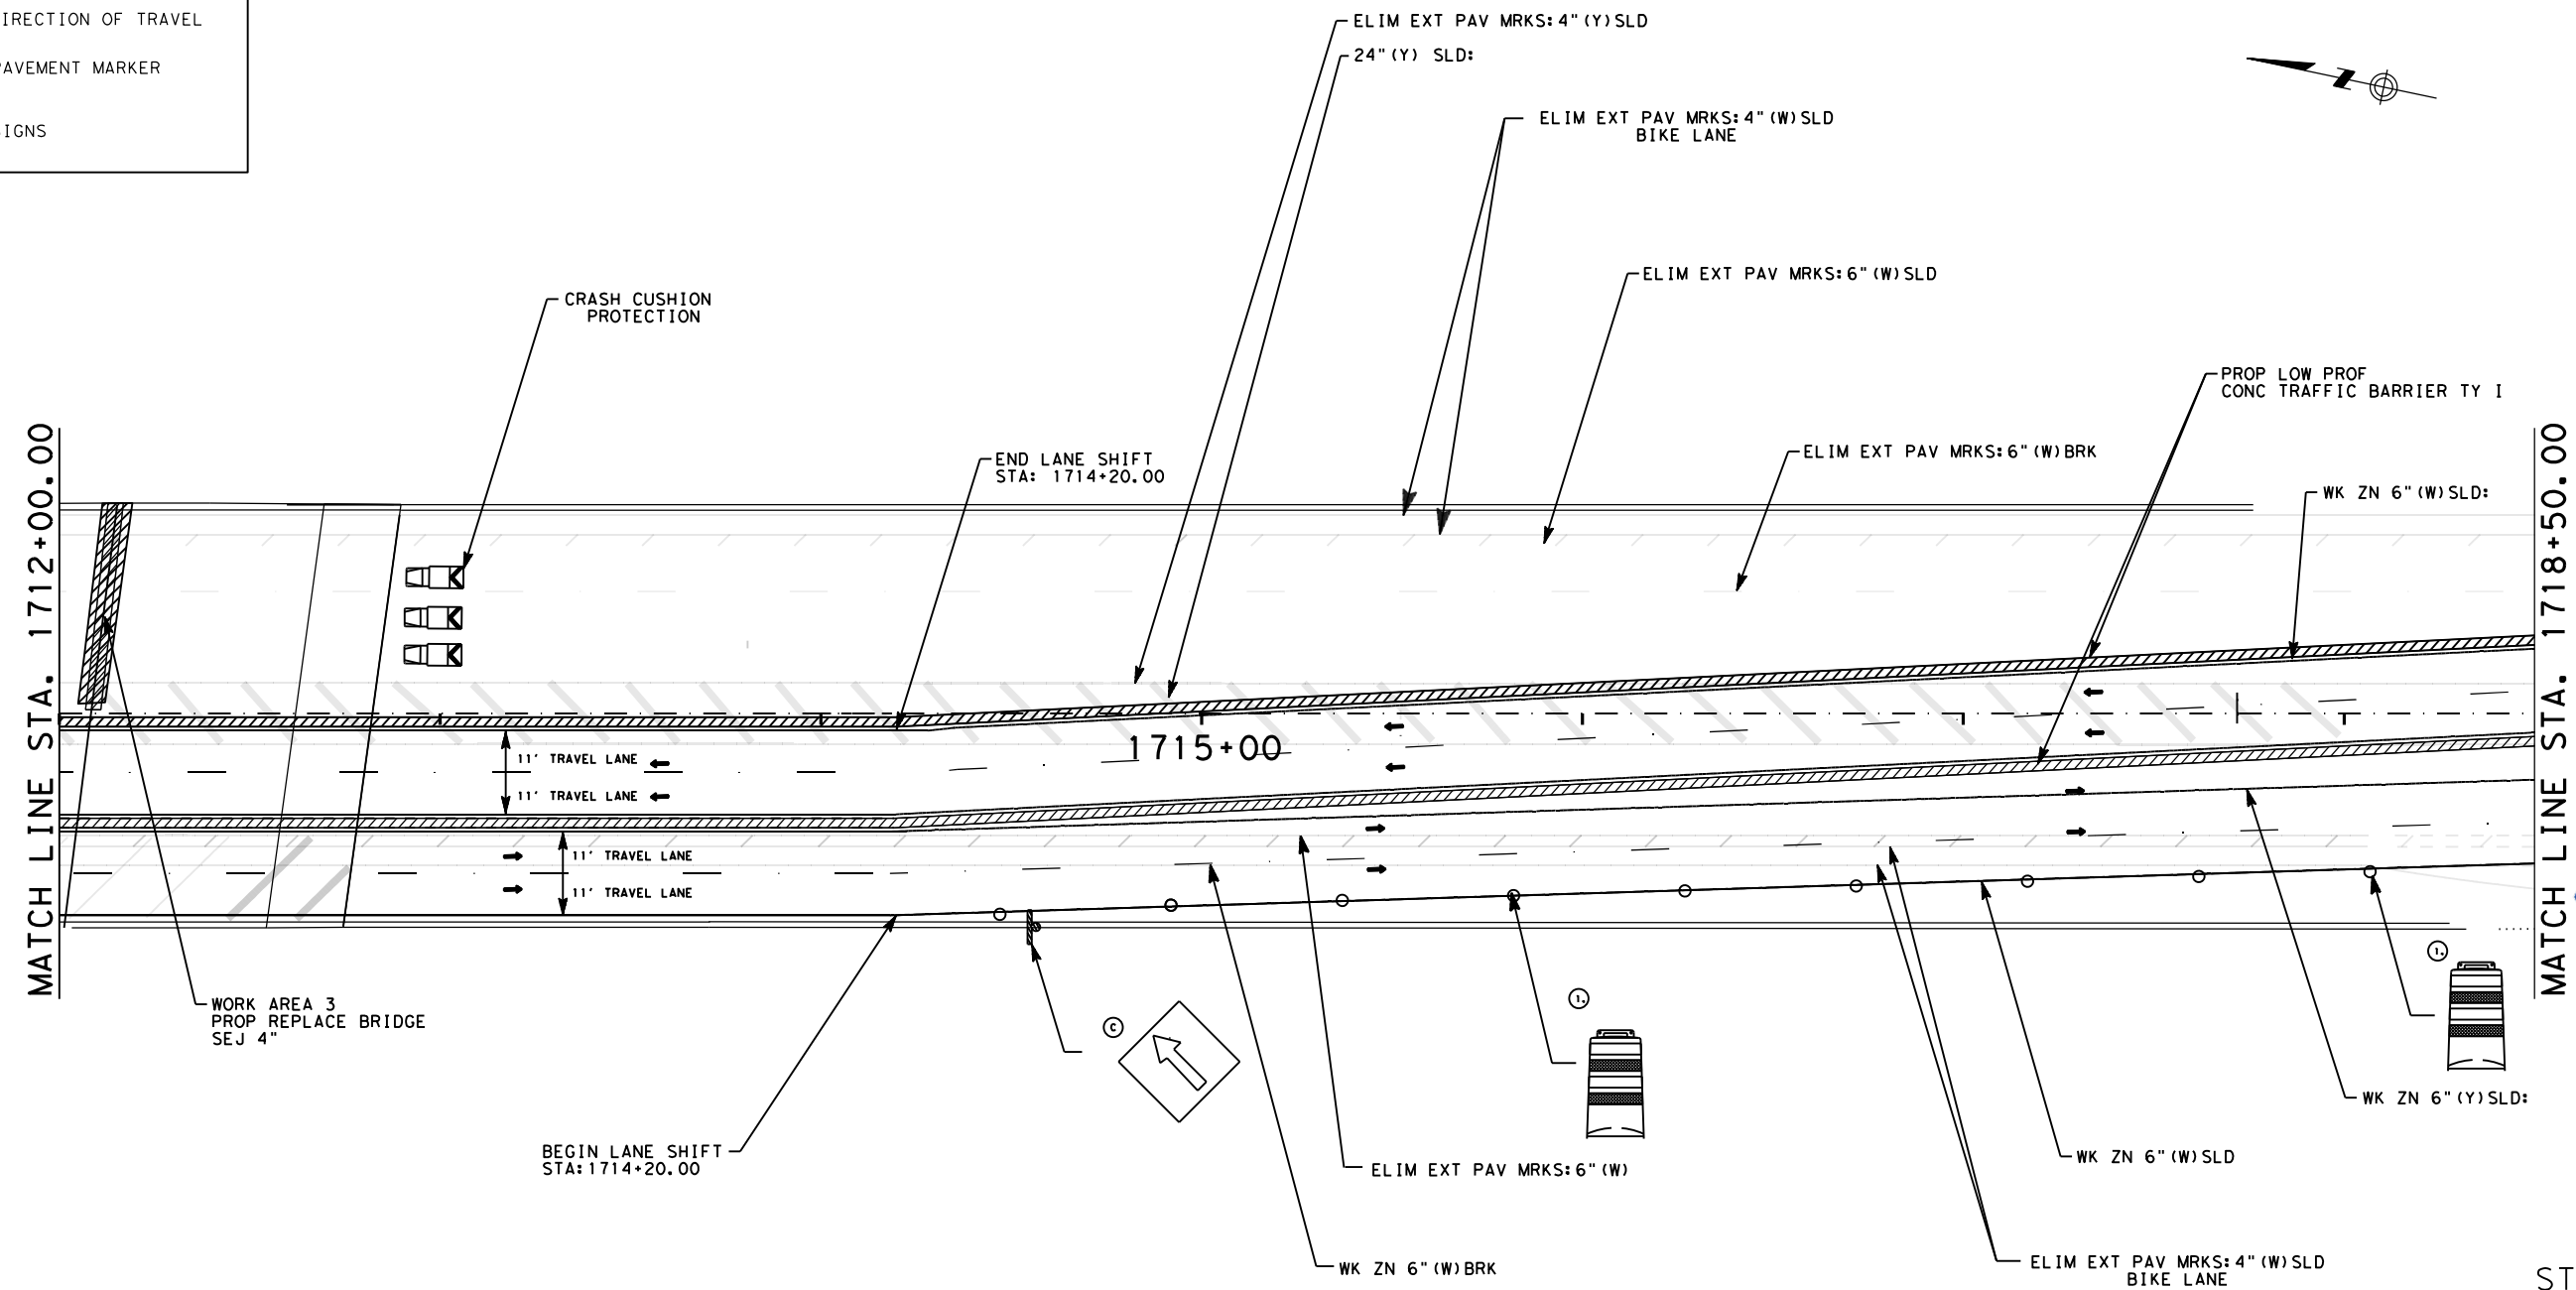 IRECTION OF TRAVEL
AVEMENT MARKER
IGNS
ELIM EXT PAV MRKS:4"(Y)SLD
24"(Y) SLD:
ELIM EXT PAV MRKS:4"(W)SLD
BIKE LANE
ELIM EXT PAV MRKS:6"(W)SLD
CRASH CUSHION
PROTECTION
PROP LOW PROF
CONC TRAFFIC BARRIER TY I
END LANE SHIFT
STA: 1714+20.00
ELIM EXT PAV MRKS:6"(W)BRK
WK ZN 6"(W)SLD:
MATCH LINE STA. 1712+00.00
MATCH LINE STA. 1718+50.00
1715+00
11' TRAVEL LANE
11' TRAVEL LANE
11' TRAVEL LANE
11' TRAVEL LANE
WORK AREA 3
PROP REPLACE BRIDGE
SEJ 4"
C
1.
1.
WK ZN 6"(Y)SLD:
BEGIN LANE SHIFT
STA:1714+20.00
ELIM EXT PAV MRKS:6"(W)
WK ZN 6"(W)SLD
WK ZN 6"(W)BRK
ELIM EXT PAV MRKS:4"(W)SLD
BIKE LANE
ST